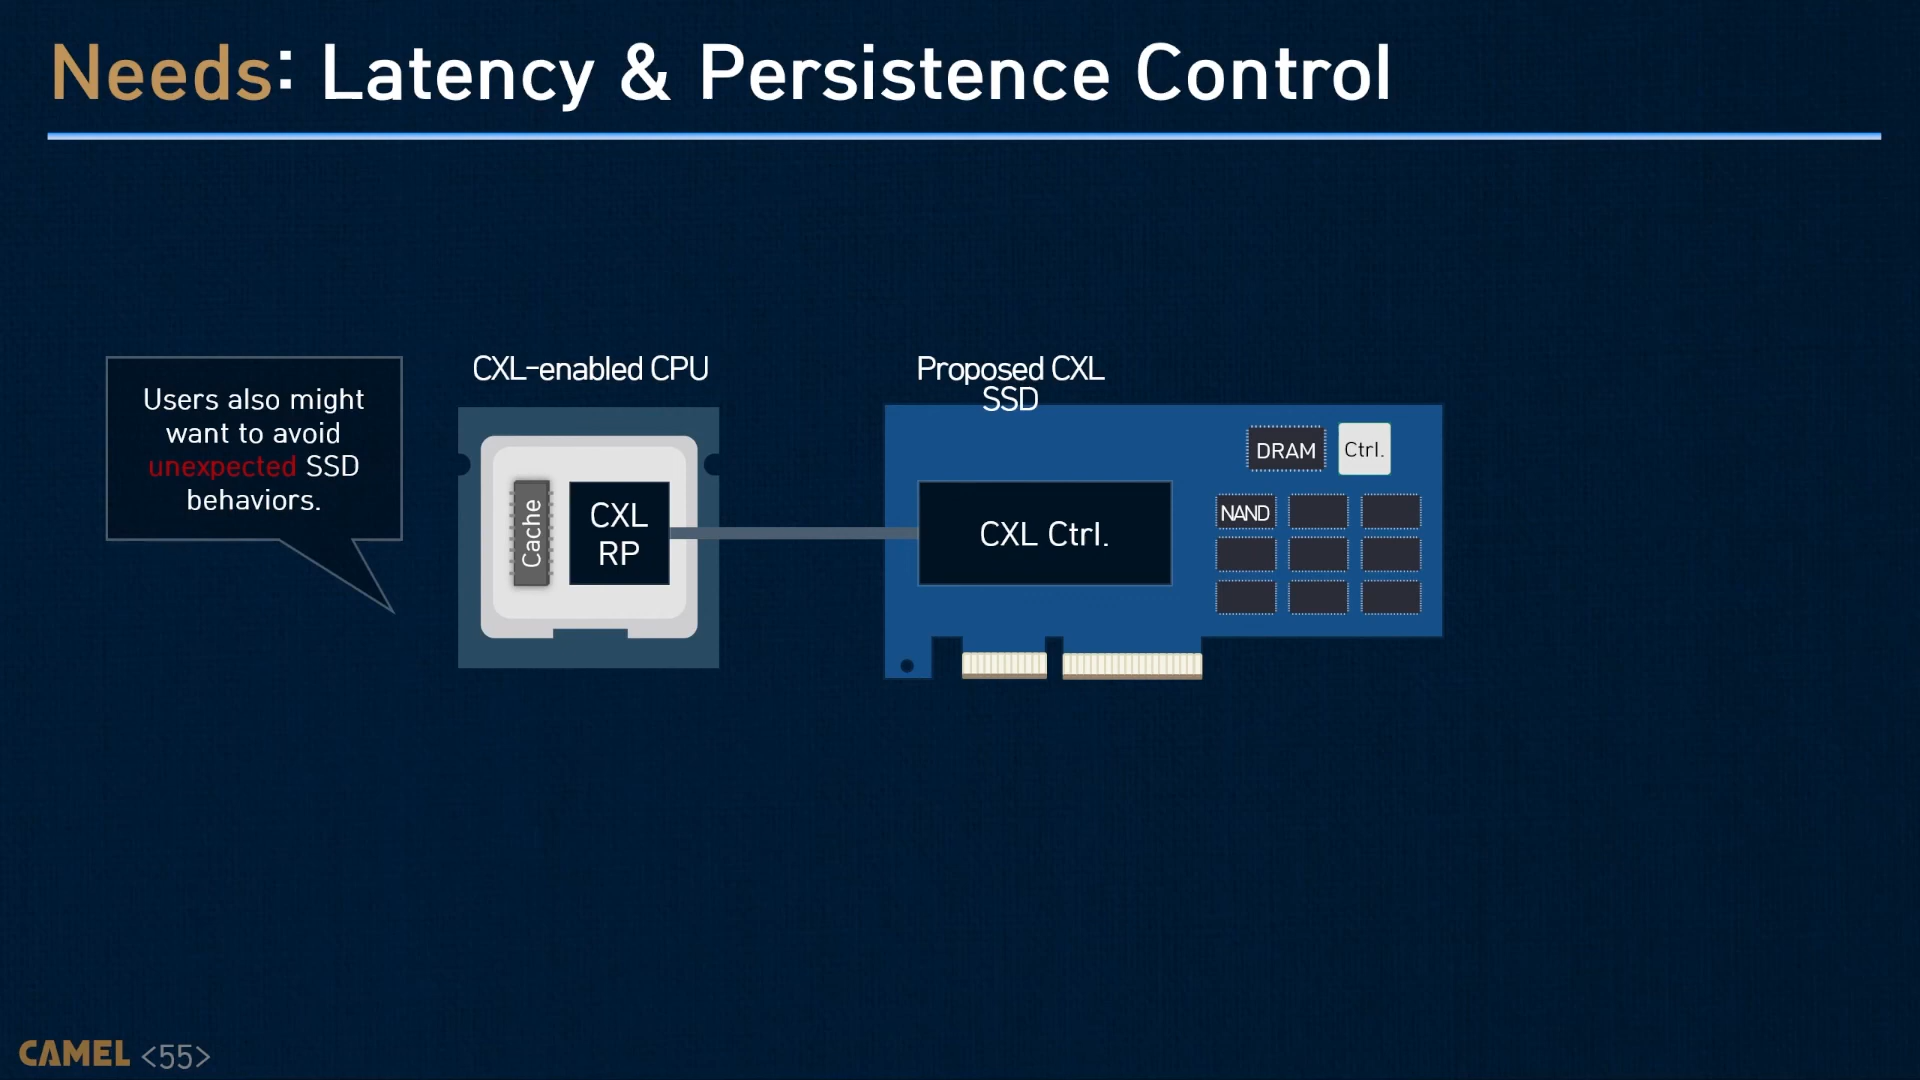 Needs: Latency & Persistence Control
Users also might
want to avoid
unexpected SSD
behaviors.
CXL-enabled CPU
Cache
CXL
RP
Proposed CXL
SSD
CXL Ctrl.
DRAM
Ctrl.
NAND
CAMEL <55>